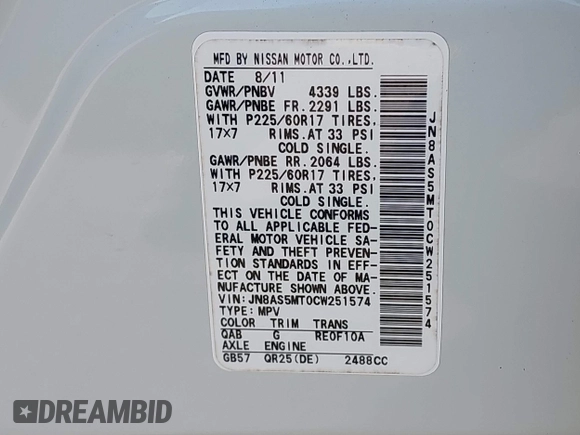 MFD BY NISSAN MOTOR CO.,LTD.
DATE 8/11
GVWR/PNBV 4339 LBS.
GAWR/PNBE FR. 2291 LBS.
WITH P225/60R17 TIRES,
17×7 RIMS. AT 33 PSI
COLD SINGLE.
GAWR/PNBE RR. 2064 LBS.
WITH P225/60R17 TIRES,
17×7 RIMS. AT 33 PSI
COLD SINGLE.
THIS VEHICLE CONFORMS
TO ALL APPLICABLE FED-
ERAL MOTOR VEHICLE SA-
FETY AND THEFT PREVEN-
TION STANDARDS IN EFF-
ECT ON THE DATE OF MA-
NUFACTURE SHOWN ABOVE.
VIN: JN8AS5MT0CW251574
TYPE: MPV
COLOR TRIM TRANS
QAB G RE0F10A
AXLE ENGINE
GB57 QR25(DE) 2488CC
JN8AS5MT0CW251574
DREAMBID